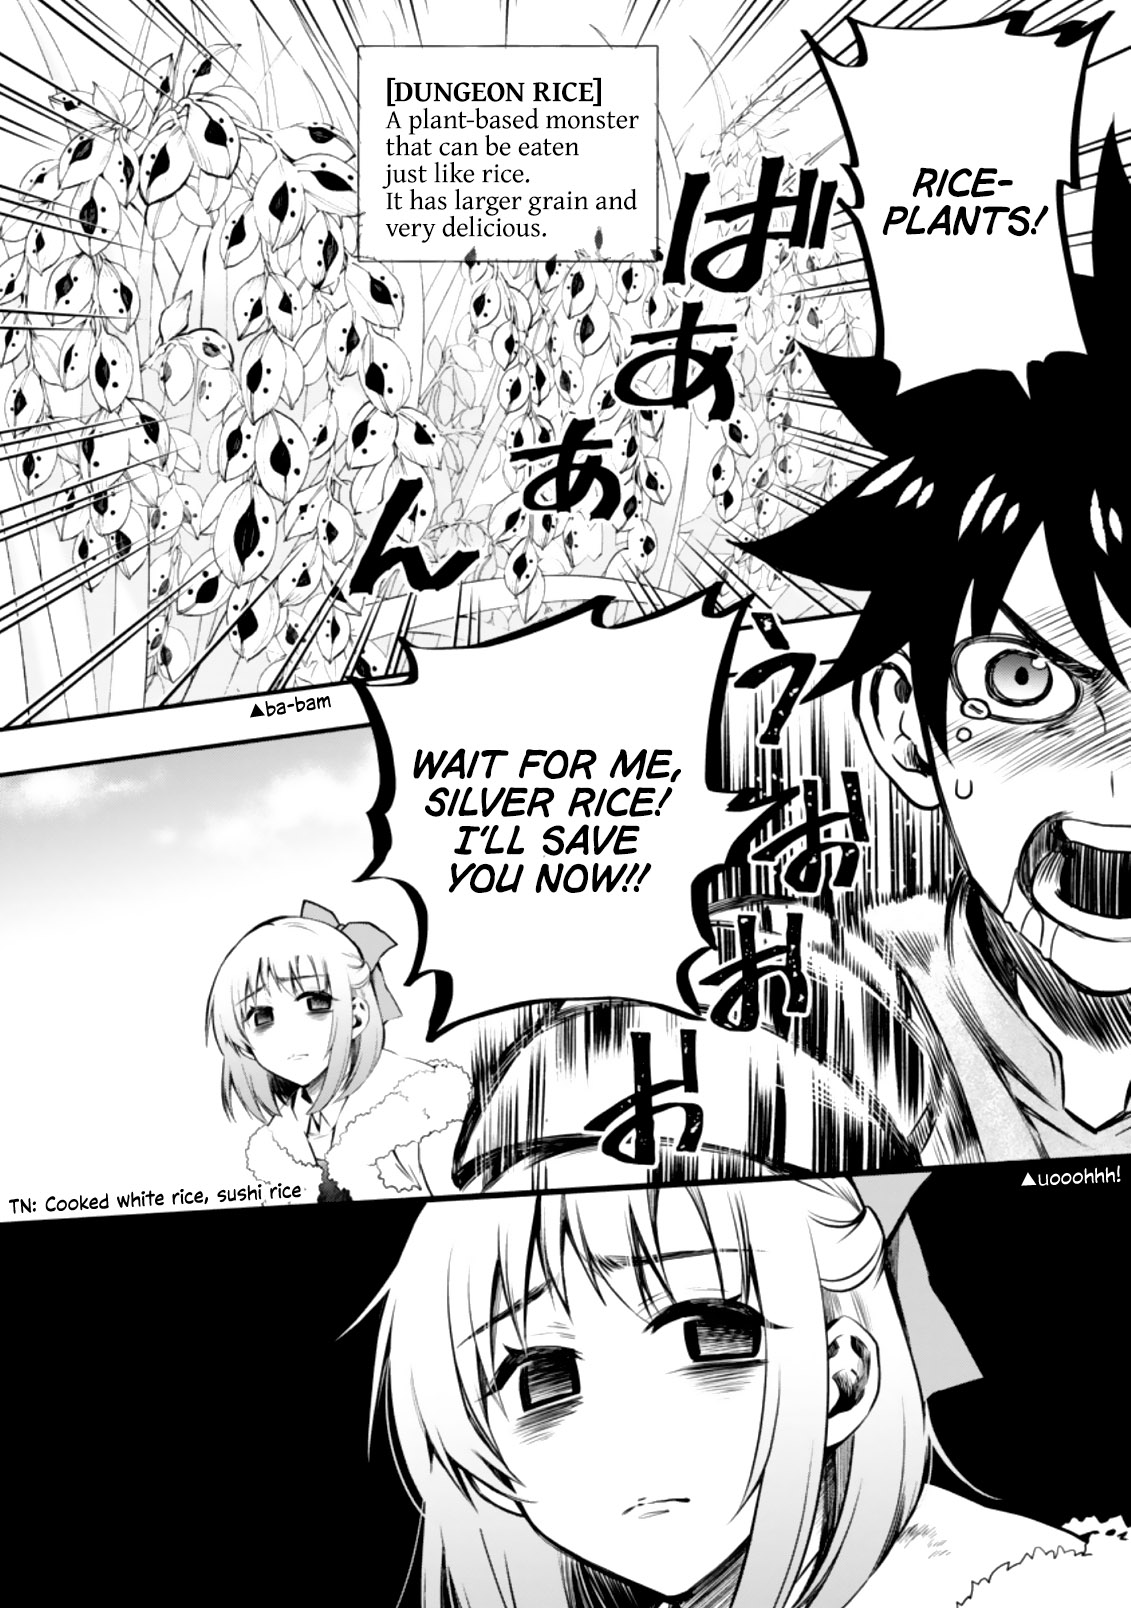 RICE-
PLANTS!
[DUNGEON RICE]
A plant-based monster
that can be eaten
just like rice.
It has larger grain and
very delicious.
ばぁぁん
▲ba-bam
WAIT FOR ME,
SILVER RICE!
I'LL SAVE
YOU NOW!!
うおおお
▲uooohhh!
TN: Cooked white rice, sushi rice